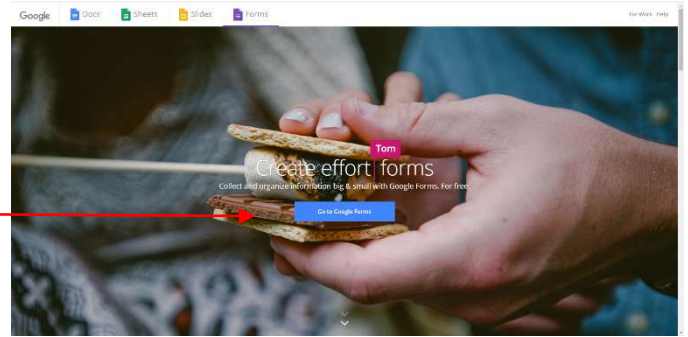 Google Docs Sheets Slides Forms For Work Help
Tom
Create effort forms
Collect and organize information big & small with Google Forms. For free.
Go to Google Forms